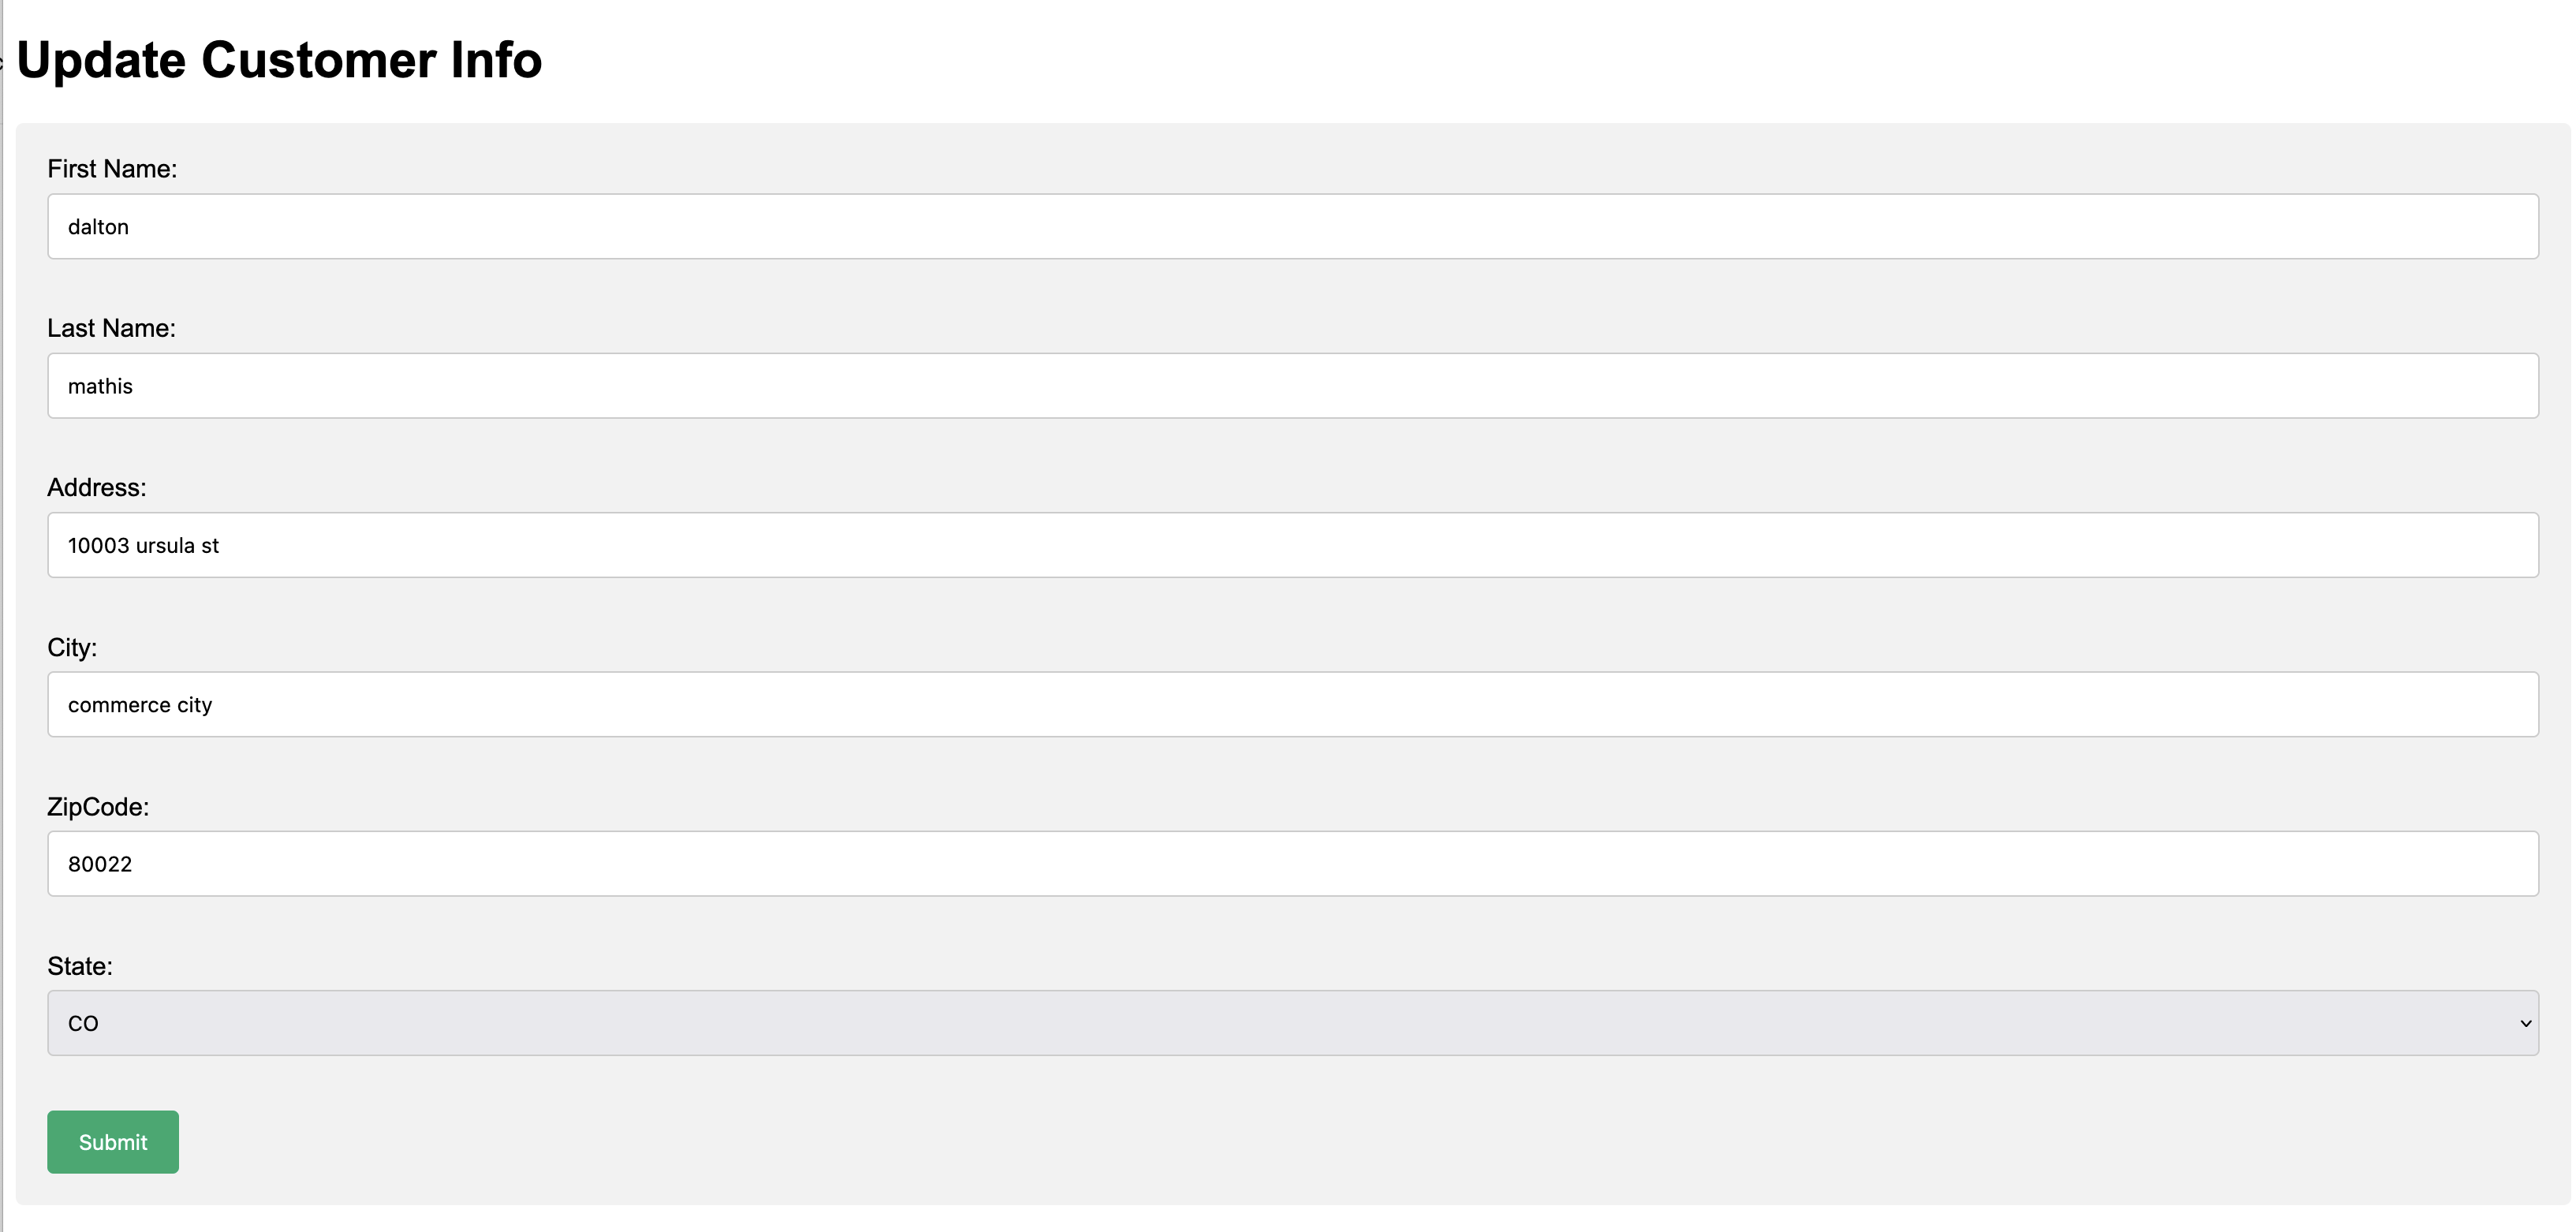 Update Customer Info
First Name:
dalton
Last Name:
mathis
Address:
10003 ursula st
City:
commerce city
ZipCode:
80022
State:
CO
Submit